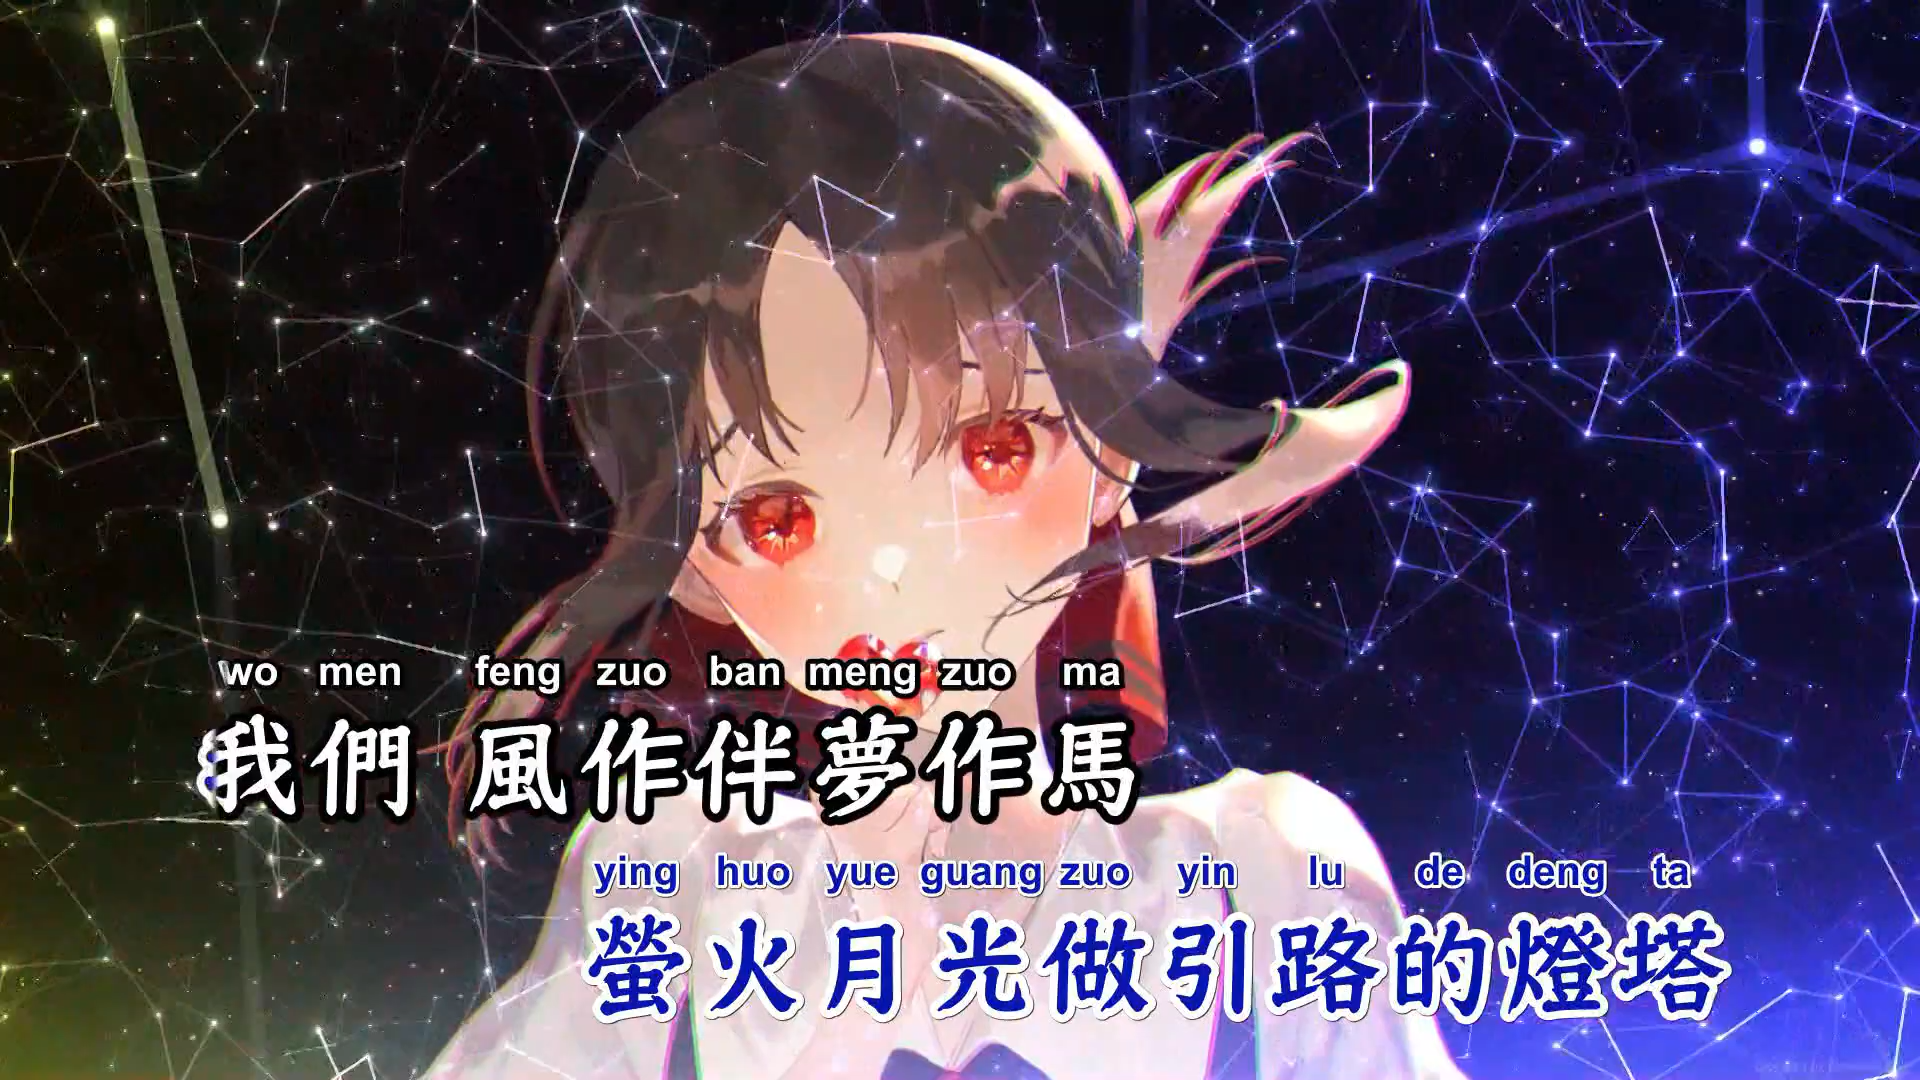 wo men feng zuo ban meng zuo ma
我們 風作伴夢作馬
ying huo yue guang zuo yin lu de deng ta
螢火月光做引路的燈塔